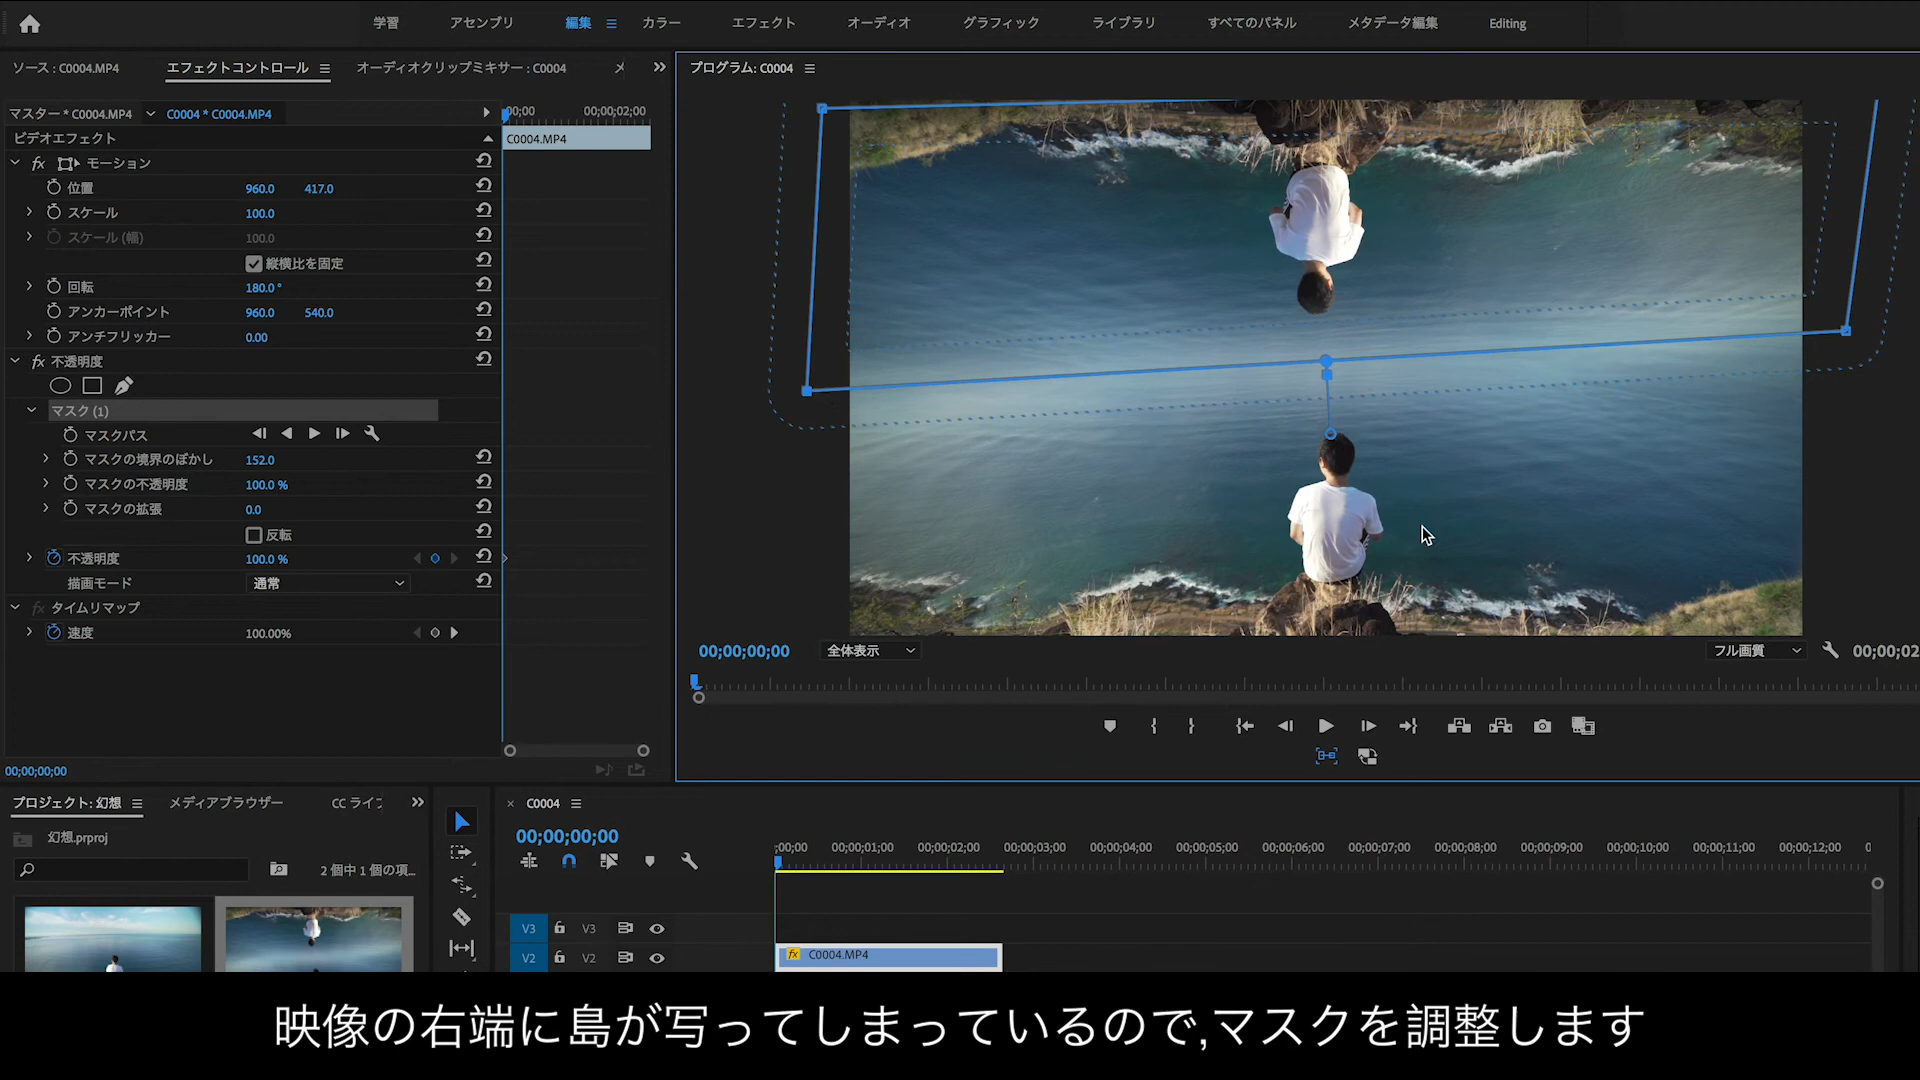 学習 アセンブリ 編集 カラー エフェクト オーディオ グラフィック ライブラリ すべてのパネル メタデータ編集 Editing
ソース : C0004.MP4 エフェクトコントロール オーディオクリップミキサー : C0004
プログラム: C0004
マスター * C0004.MP4 C0004 * C0004.MP4
;00;00 00;00;02;00
ビデオエフェクト
C0004.MP4
fx モーション
位置 960.0 417.0
スケール 100.0
スケール (幅) 100.0
縦横比を固定
回転 180.0 °
アンカーポイント 960.0 540.0
アンチフリッカー 0.00
fx 不透明度
マスク (1)
マスクパス
マスクの境界のぼかし 152.0
マスクの不透明度 100.0 %
マスクの拡張 0.0
反転
不透明度 100.0 %
描画モード 通常
fx タイムリマップ
速度 100.00%
00;00;00;00 全体表示 フル画質 00;00;02
00;00;00;00
プロジェクト: 幻想 メディアブラウザー CC ライブ
幻想.prproj
2 個中 1 個の項...
× C0004
00;00;00;00
;00;00 00;00;01;00 00;00;02;00 00;00;03;00 00;00;04;00 00;00;05;00 00;00;06;00 00;00;07;00 00;00;08;00 00;00;09;00 00;00;10;00 00;00;11;00 00;00;12;00 0
V3 V3
V2 V2
fx C0004.MP4
映像の右端に島が写ってしまっているので,マスクを調整します